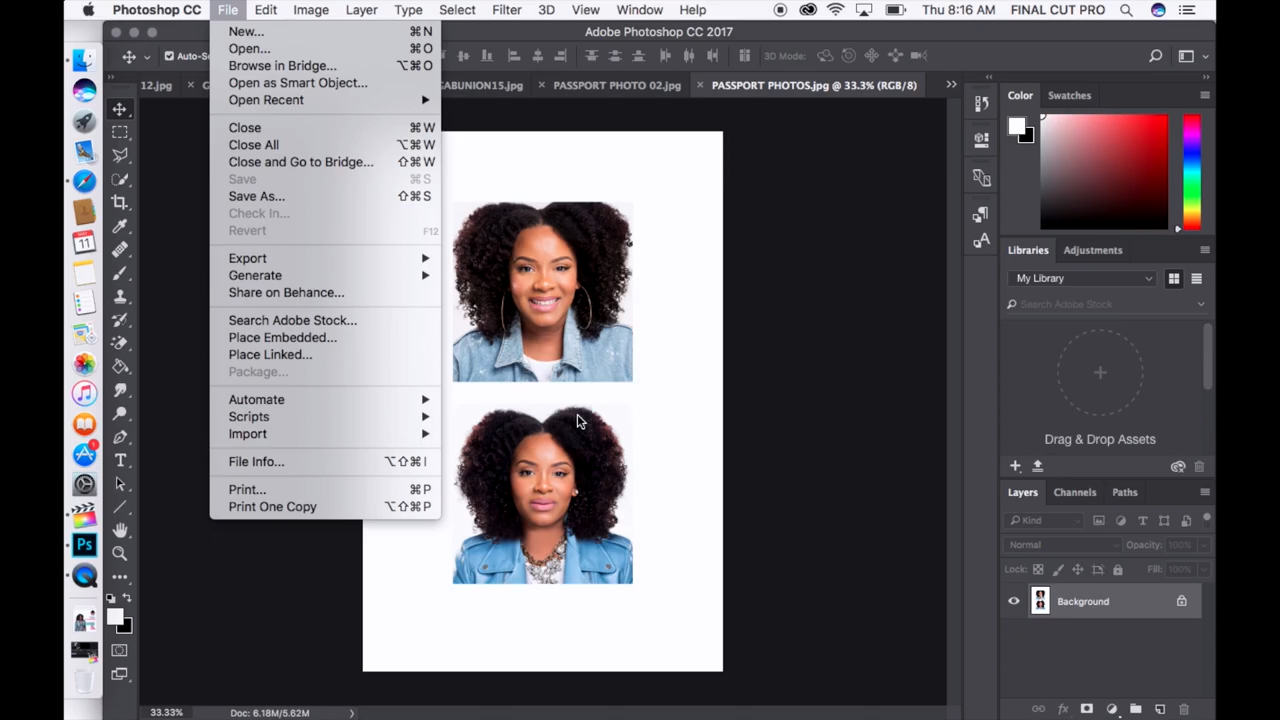 Photoshop CC File Edit Image Layer Type Select Filter 3D View Window Help Thu 8:16 AM FINAL CUT PRO
Adobe Photoshop CC 2017
Auto-Se
3D Mode:
12.jpg
GABUNION15.jpg
PASSPORT PHOTO 02.jpg
PASSPORT PHOTOS.jpg @ 33.3% (RGB/8)
New... ⌘N
Open... ⌘O
Browse in Bridge... ⌥⌘O
Open as Smart Object...
Open Recent
Close ⌘W
Close All ⌥⌘W
Close and Go to Bridge... ⇧⌘W
Save ⌘S
Save As... ⇧⌘S
Check In...
Revert F12
Export
Generate
Share on Behance...
Search Adobe Stock...
Place Embedded...
Place Linked...
Package...
Automate
Scripts
Import
File Info... ⌥⇧⌘I
Print... ⌘P
Print One Copy ⌥⇧⌘P
11
Ps
Color Swatches
Libraries Adjustments
My Library
Search Adobe Stock
Drag & Drop Assets
Layers Channels Paths
Kind
Normal Opacity: 100%
Lock: Fill: 100%
Background
33.33% Doc: 6.18M/5.62M